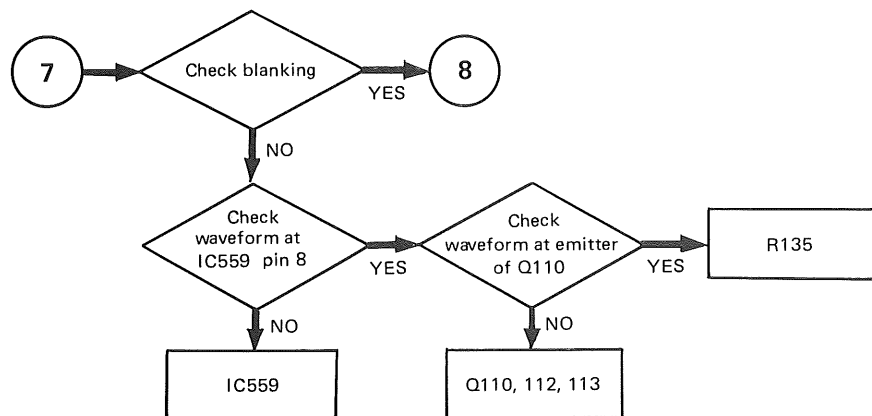 7
Check blanking
YES
8
NO
Check
waveform at
IC559 pin 8
YES
Check
waveform at emitter
of Q110
YES
R135
NO
NO
IC559
Q110, 112, 113